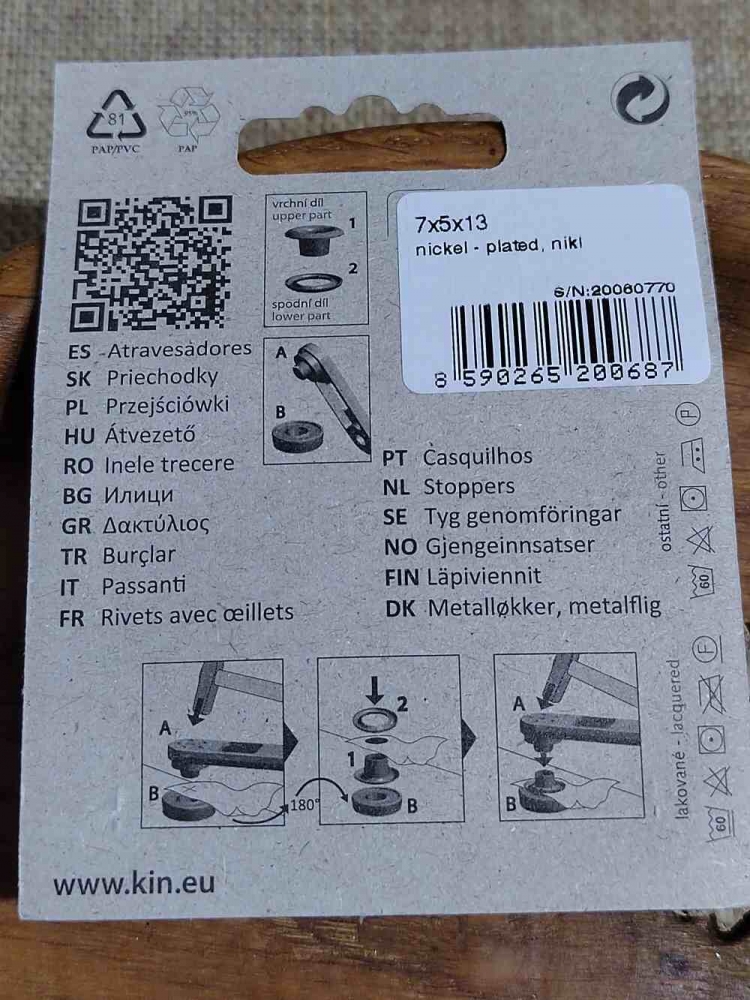 81
PAP/PVC
PAP
vrchní díl
upper part
1
2
spodní díl
lower part
7x5x13
nickel - plated, nikl
S/N:20060770
8 590265 200687
A
B
ES -Atravesadores
SK Priechodky
PL Przejściówki
HU Átvezető
RO Inele trecere
BG Илици
GR Δακτύλιος
TR Burçlar
IT Passanti
FR Rivets avec œillets
PT Casquilhos
NL Stoppers
SE Tyg genomföringar
NO Gjengeinnsatser
FIN Läpiviennit
DK Metalløkker, metalflig
ostatní - other
60
P
lakované - lacquered
60
F
A
B
180°
2
1
B
A
B
www.kin.eu